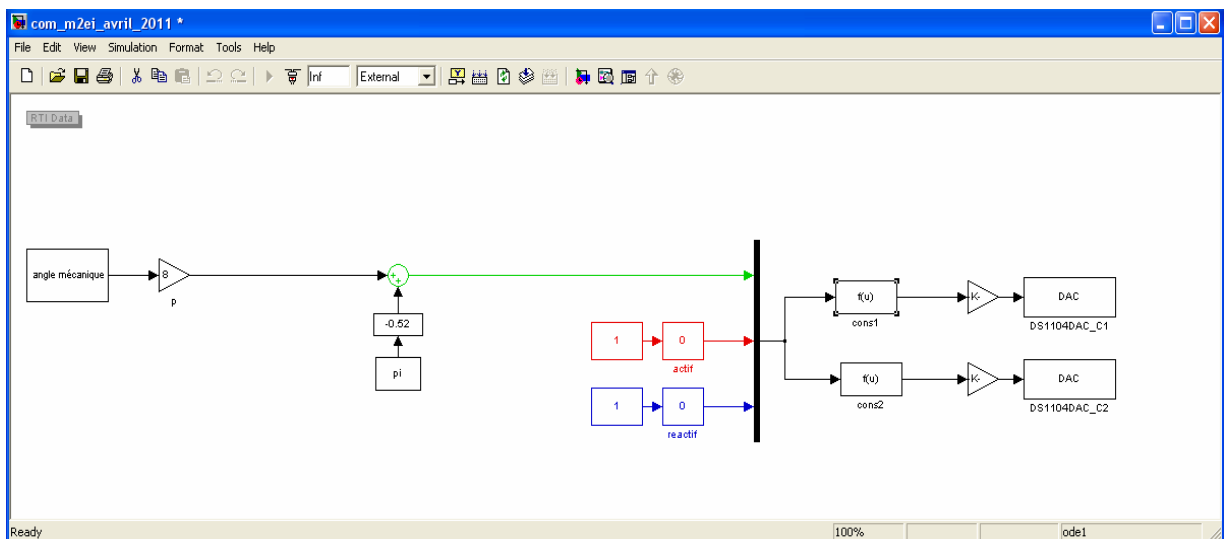 com_m2ei_avril_2011 *
File Edit View Simulation Format Tools Help
Inf External
RTI Data
angle mécanique
8
p
-0.52
pi
1 0
actif
1 0
reactif
f(u)
cons1
K-
DAC
DS1104DAC_C1
f(u)
cons2
K-
DAC
DS1104DAC_C2
Ready 100% ode1